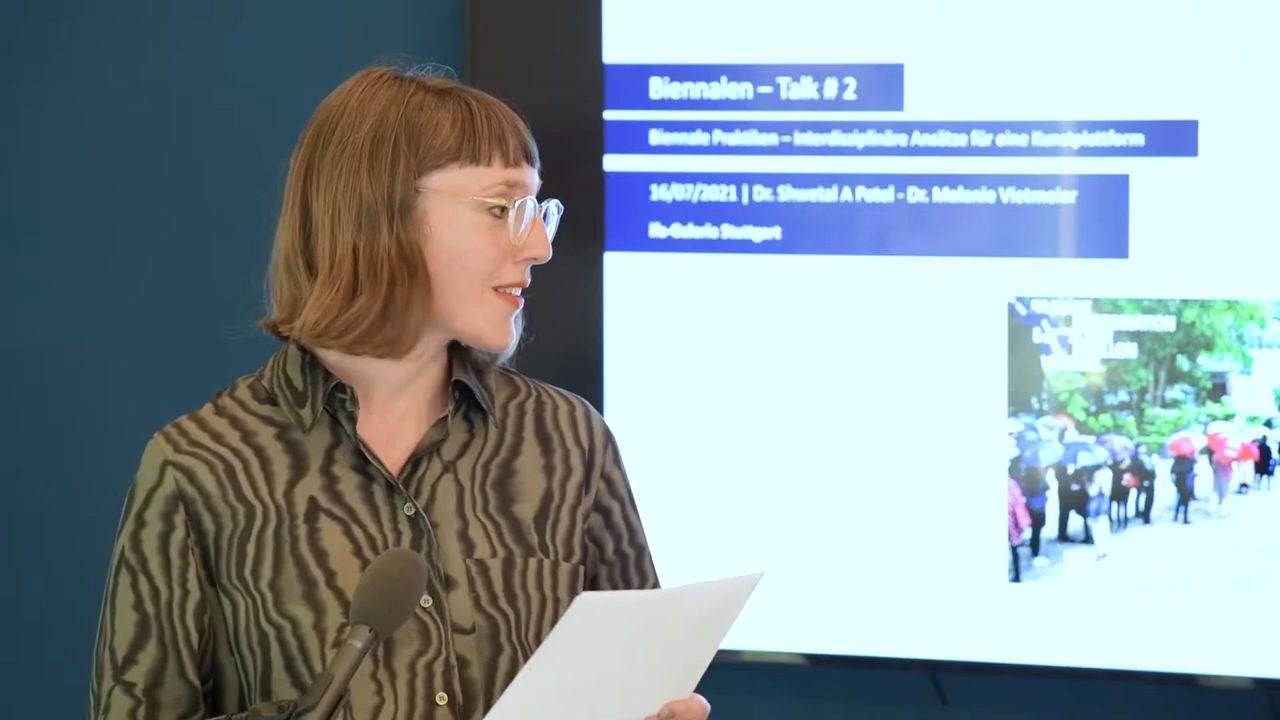 Biennalen – Talk # 2
Biennale Praktiken – Interdisziplinäre Ansätze für eine Kunstplattform
16/07/2021 | Dr. Shwetal A Patel - Dr. Melanie Vietmeier
ifa-Galerie Stuttgart